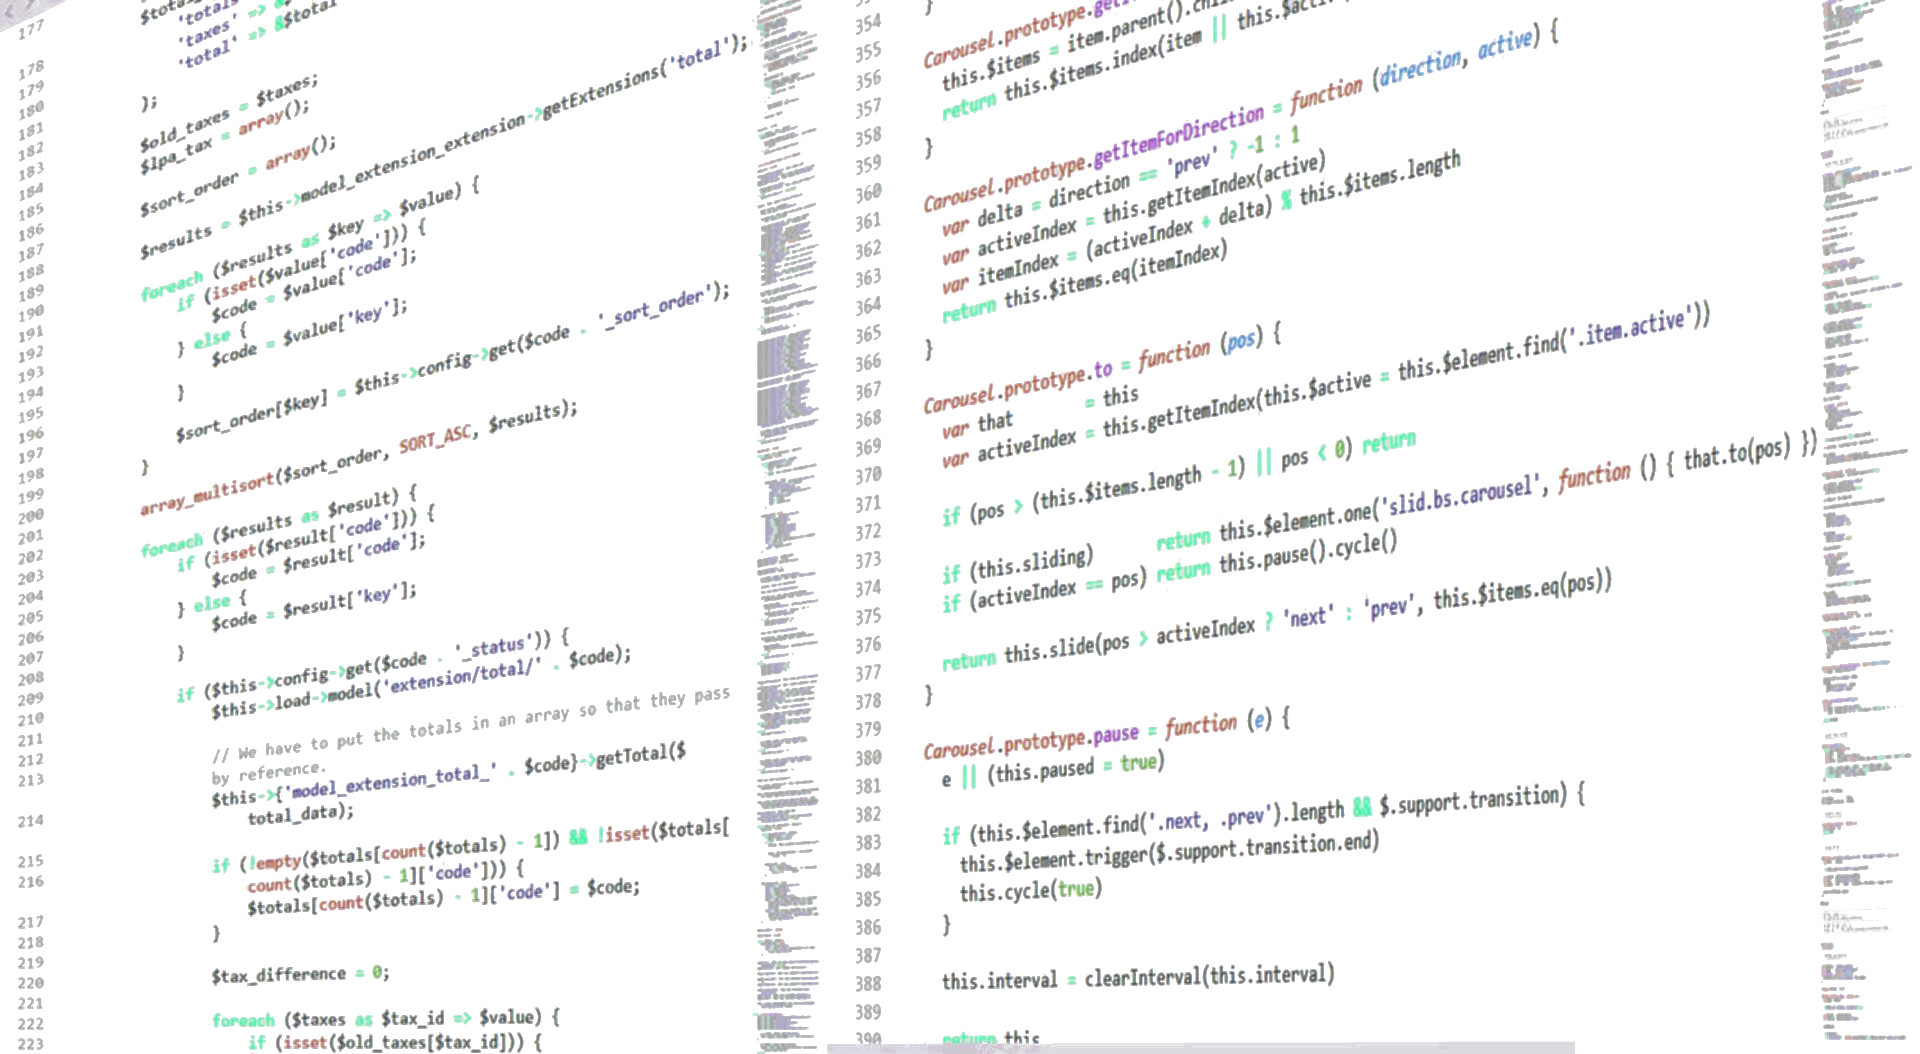 177
178
179
180
181
182
183
184
185
186
187
188
189
190
191
192
193
194
195
196
197
198
199
200
201
202
203
204
205
206
207
208
209
210
211
212
213
214
215
216
217
218
219
220
221
222
223
'taxes' =>
'total' => &$total
);
$old_taxes = $taxes;
$lpa_tax = array();
$sort_order = array();
$results = $this->model_extension_extension->getExtensions('total');
foreach ($results as $key => $value) {
if (isset($value['code'])) {
$code = $value['code'];
} else {
$code = $value['key'];
}
$sort_order[$key] = $this->config->get($code . '_sort_order');
}
array_multisort($sort_order, SORT_ASC, $results);
foreach ($results as $result) {
if (isset($result['code'])) {
$code = $result['code'];
} else {
$code = $result['key'];
}
if ($this->config->get($code . '_status')) {
$this->load->model('extension/total/' . $code);
// We have to put the totals in an array so that they pass
by reference.
$this->{'model_extension_total_' . $code}->getTotal($
total_data);
if (!empty($totals[count($totals) - 1]) && !isset($totals[
count($totals) - 1]['code'])) {
$totals[count($totals) - 1]['code'] = $code;
}
$tax_difference = 0;
foreach ($taxes as $tax_id => $value) {
if (isset($old_taxes[$tax_id])) {
354
355
356
357
358
359
360
361
362
363
364
365
366
367
368
369
370
371
372
373
374
375
376
377
378
379
380
381
382
383
384
385
386
387
388
389
390
}
Carousel.prototype.
this.$items = item.parent().
return this.$items.index(item || this.
}
Carousel.prototype.getItemForDirection = function (direction, active) {
var delta = direction == 'prev' ? -1 : 1
var activeIndex = this.getItemIndex(active)
var itemIndex = (activeIndex + delta) % this.$items.length
return this.$items.eq(itemIndex)
}
Carousel.prototype.to = function (pos) {
var that = this
var activeIndex = this.getItemIndex(this.$active = this.$element.find('.item.active'))
if (pos > (this.$items.length - 1) || pos < 0) return
if (this.sliding) return this.$element.one('slid.bs.carousel', function () { that.to(pos) })
if (activeIndex == pos) return this.pause().cycle()
return this.slide(pos > activeIndex ? 'next' : 'prev', this.$items.eq(pos))
}
Carousel.prototype.pause = function (e) {
e || (this.paused = true)
if (this.$element.find('.next, .prev').length && $.support.transition) {
this.$element.trigger($.support.transition.end)
this.cycle(true)
}
this.interval = clearInterval(this.interval)
return this